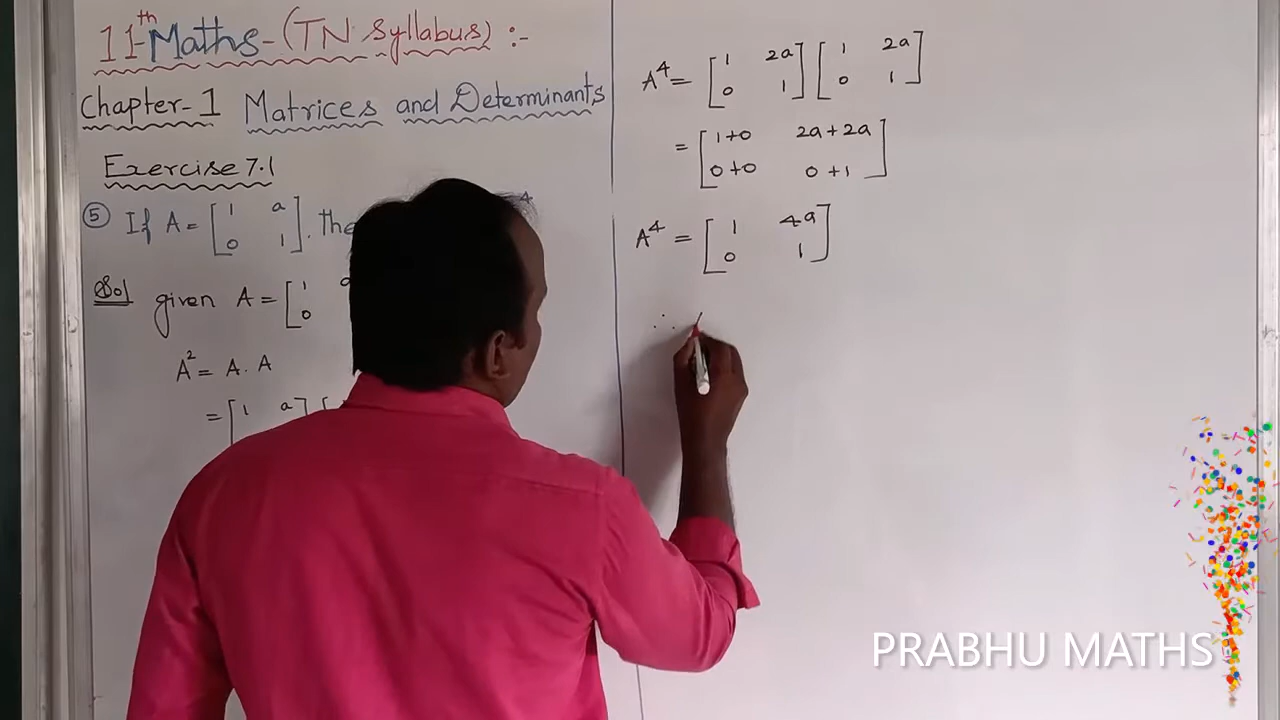 11th Maths - (TN Syllabus) :-
Chapter - 1 Matrices and Determinants
Exercise 7.1
⑤ If A = [1 a
0 1]. The 4
Sol given A = [1
0
A² = A . A
= [1 a] [
A⁴ = [1 2a [1 2a
0 1] 0 1]
= [1+0 2a+2a
0+0 0+1]
A⁴ = [1 4a
0 1]
∴
PRABHU MATHS